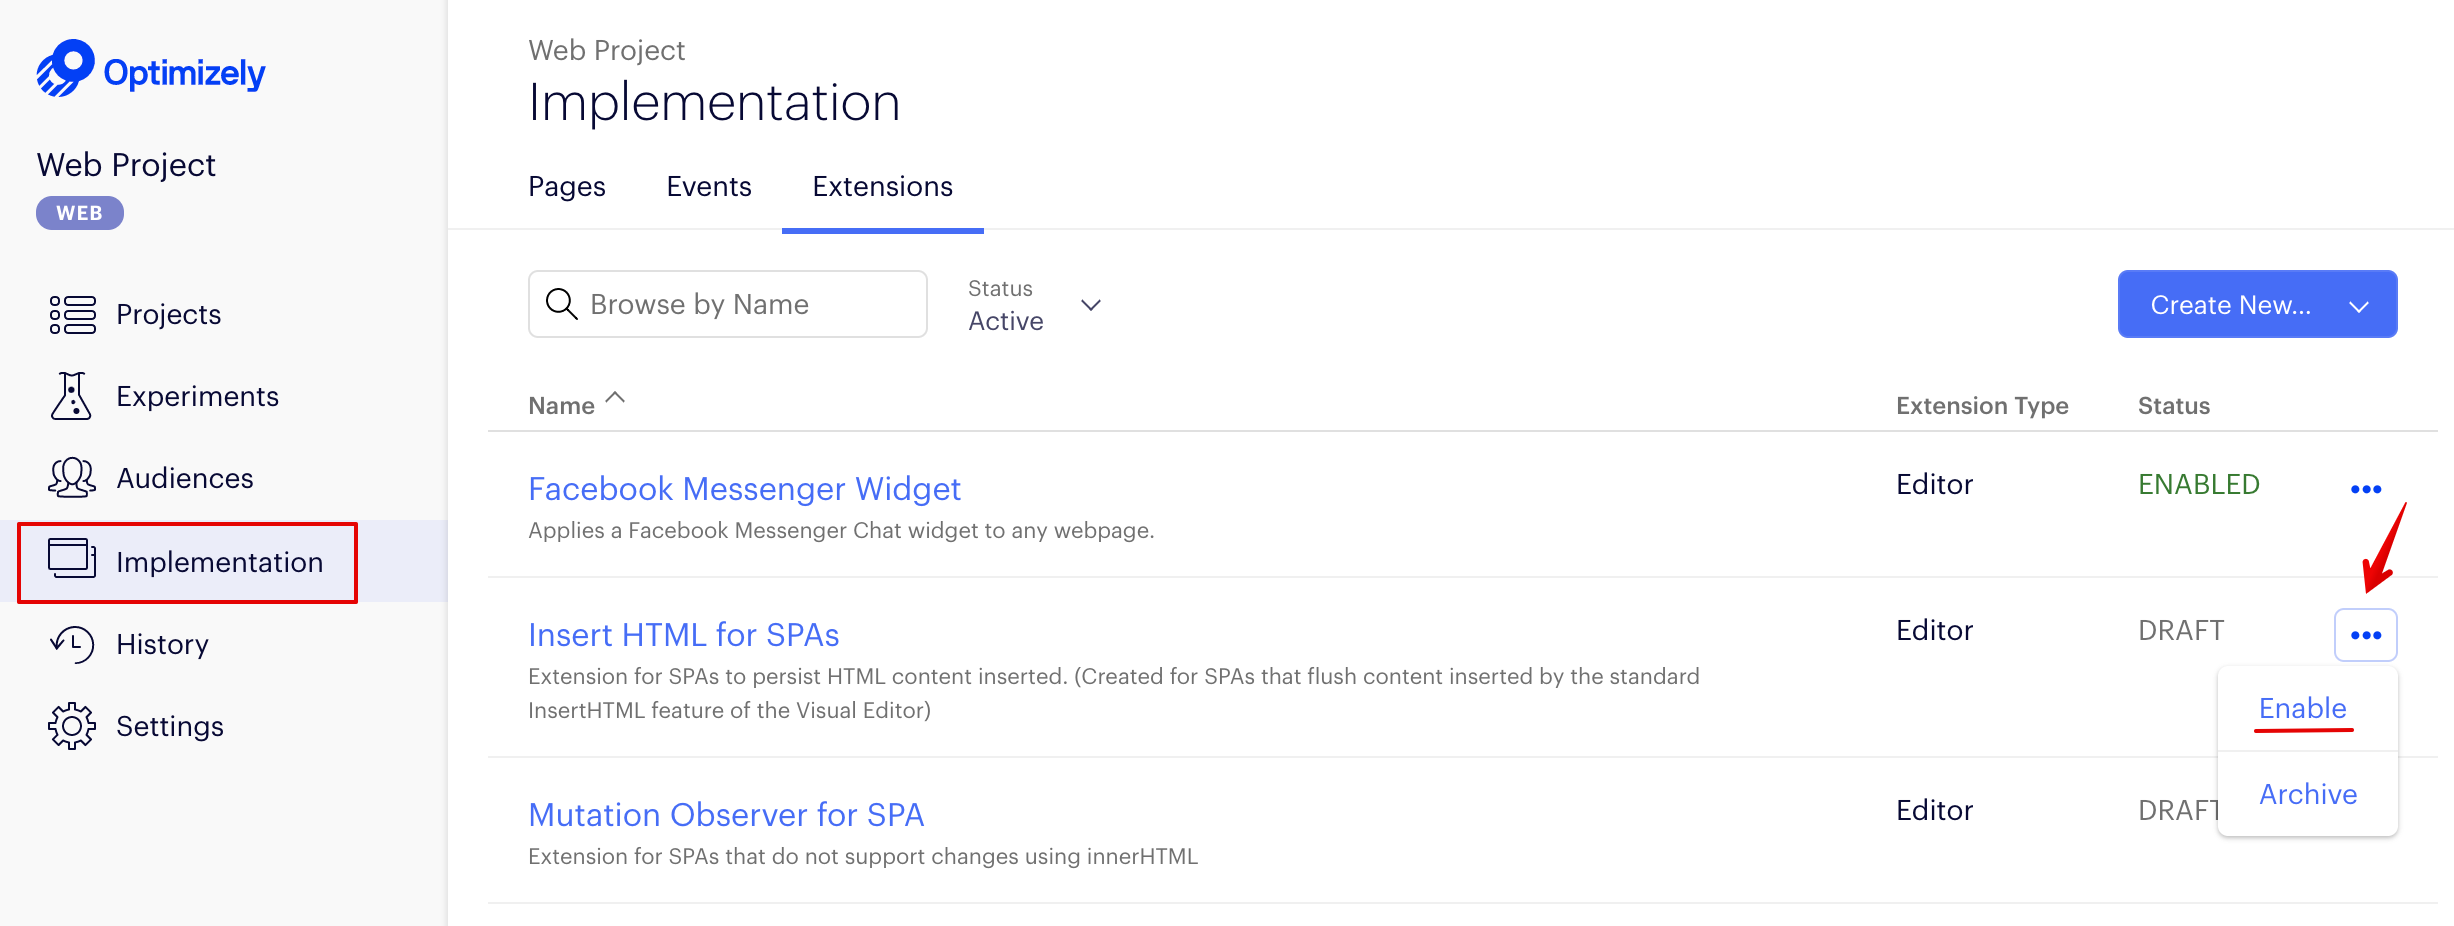 Optimizely
Web Project
WEB
Projects
Experiments
Audiences
Implementation
History
Settings
Web Project
Implementation
Pages Events Extensions
Browse by Name
Status
Active
Create New...
Name Extension Type Status
Facebook Messenger Widget Editor ENABLED
Applies a Facebook Messenger Chat widget to any webpage.
Insert HTML for SPAs Editor DRAFT
Extension for SPAs to persist HTML content inserted. (Created for SPAs that flush content inserted by the standard
InsertHTML feature of the Visual Editor)
Enable
Archive
Mutation Observer for SPA Editor DRAFT
Extension for SPAs that do not support changes using innerHTML